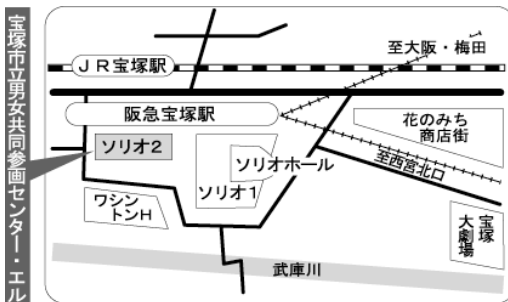 宝塚市立男女共同参画センター・エル
JR宝塚駅
至大阪・梅田
阪急宝塚駅
花のみち
商店街
ソリオ2
ソリオホール
ソリオ1
至西宮北口
ワシン
トンH
宝塚
大劇場
武庫川